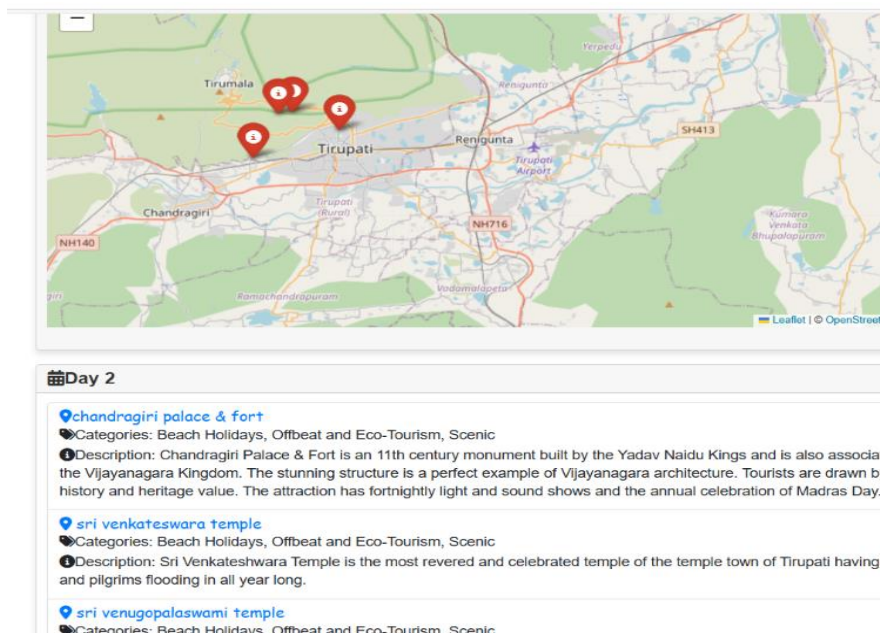 −
Yerpedu
Tirumala
Renigunta
SH413
Tirupati
Renigunta
Tirupati
Airport
Tirupati
(Rural)
Chandragiri
NH716
Kumara
Venkata
Bhupalapuram
NH140
Vadamalapeta
Ramachandrapuram
giri
Leaflet | © OpenStreet
Day 2
chandragiri palace & fort
Categories: Beach Holidays, Offbeat and Eco-Tourism, Scenic
Description: Chandragiri Palace & Fort is an 11th century monument built by the Yadav Naidu Kings and is also associa
the Vijayanagara Kingdom. The stunning structure is a perfect example of Vijayanagara architecture. Tourists are drawn b
history and heritage value. The attraction has fortnightly light and sound shows and the annual celebration of Madras Day.
sri venkateswara temple
Categories: Beach Holidays, Offbeat and Eco-Tourism, Scenic
Description: Sri Venkateshwara Temple is the most revered and celebrated temple of the temple town of Tirupati having
and pilgrims flooding in all year long.
sri venugopalaswami temple
Categories: Beach Holidays, Offbeat and Eco-Tourism, Scenic